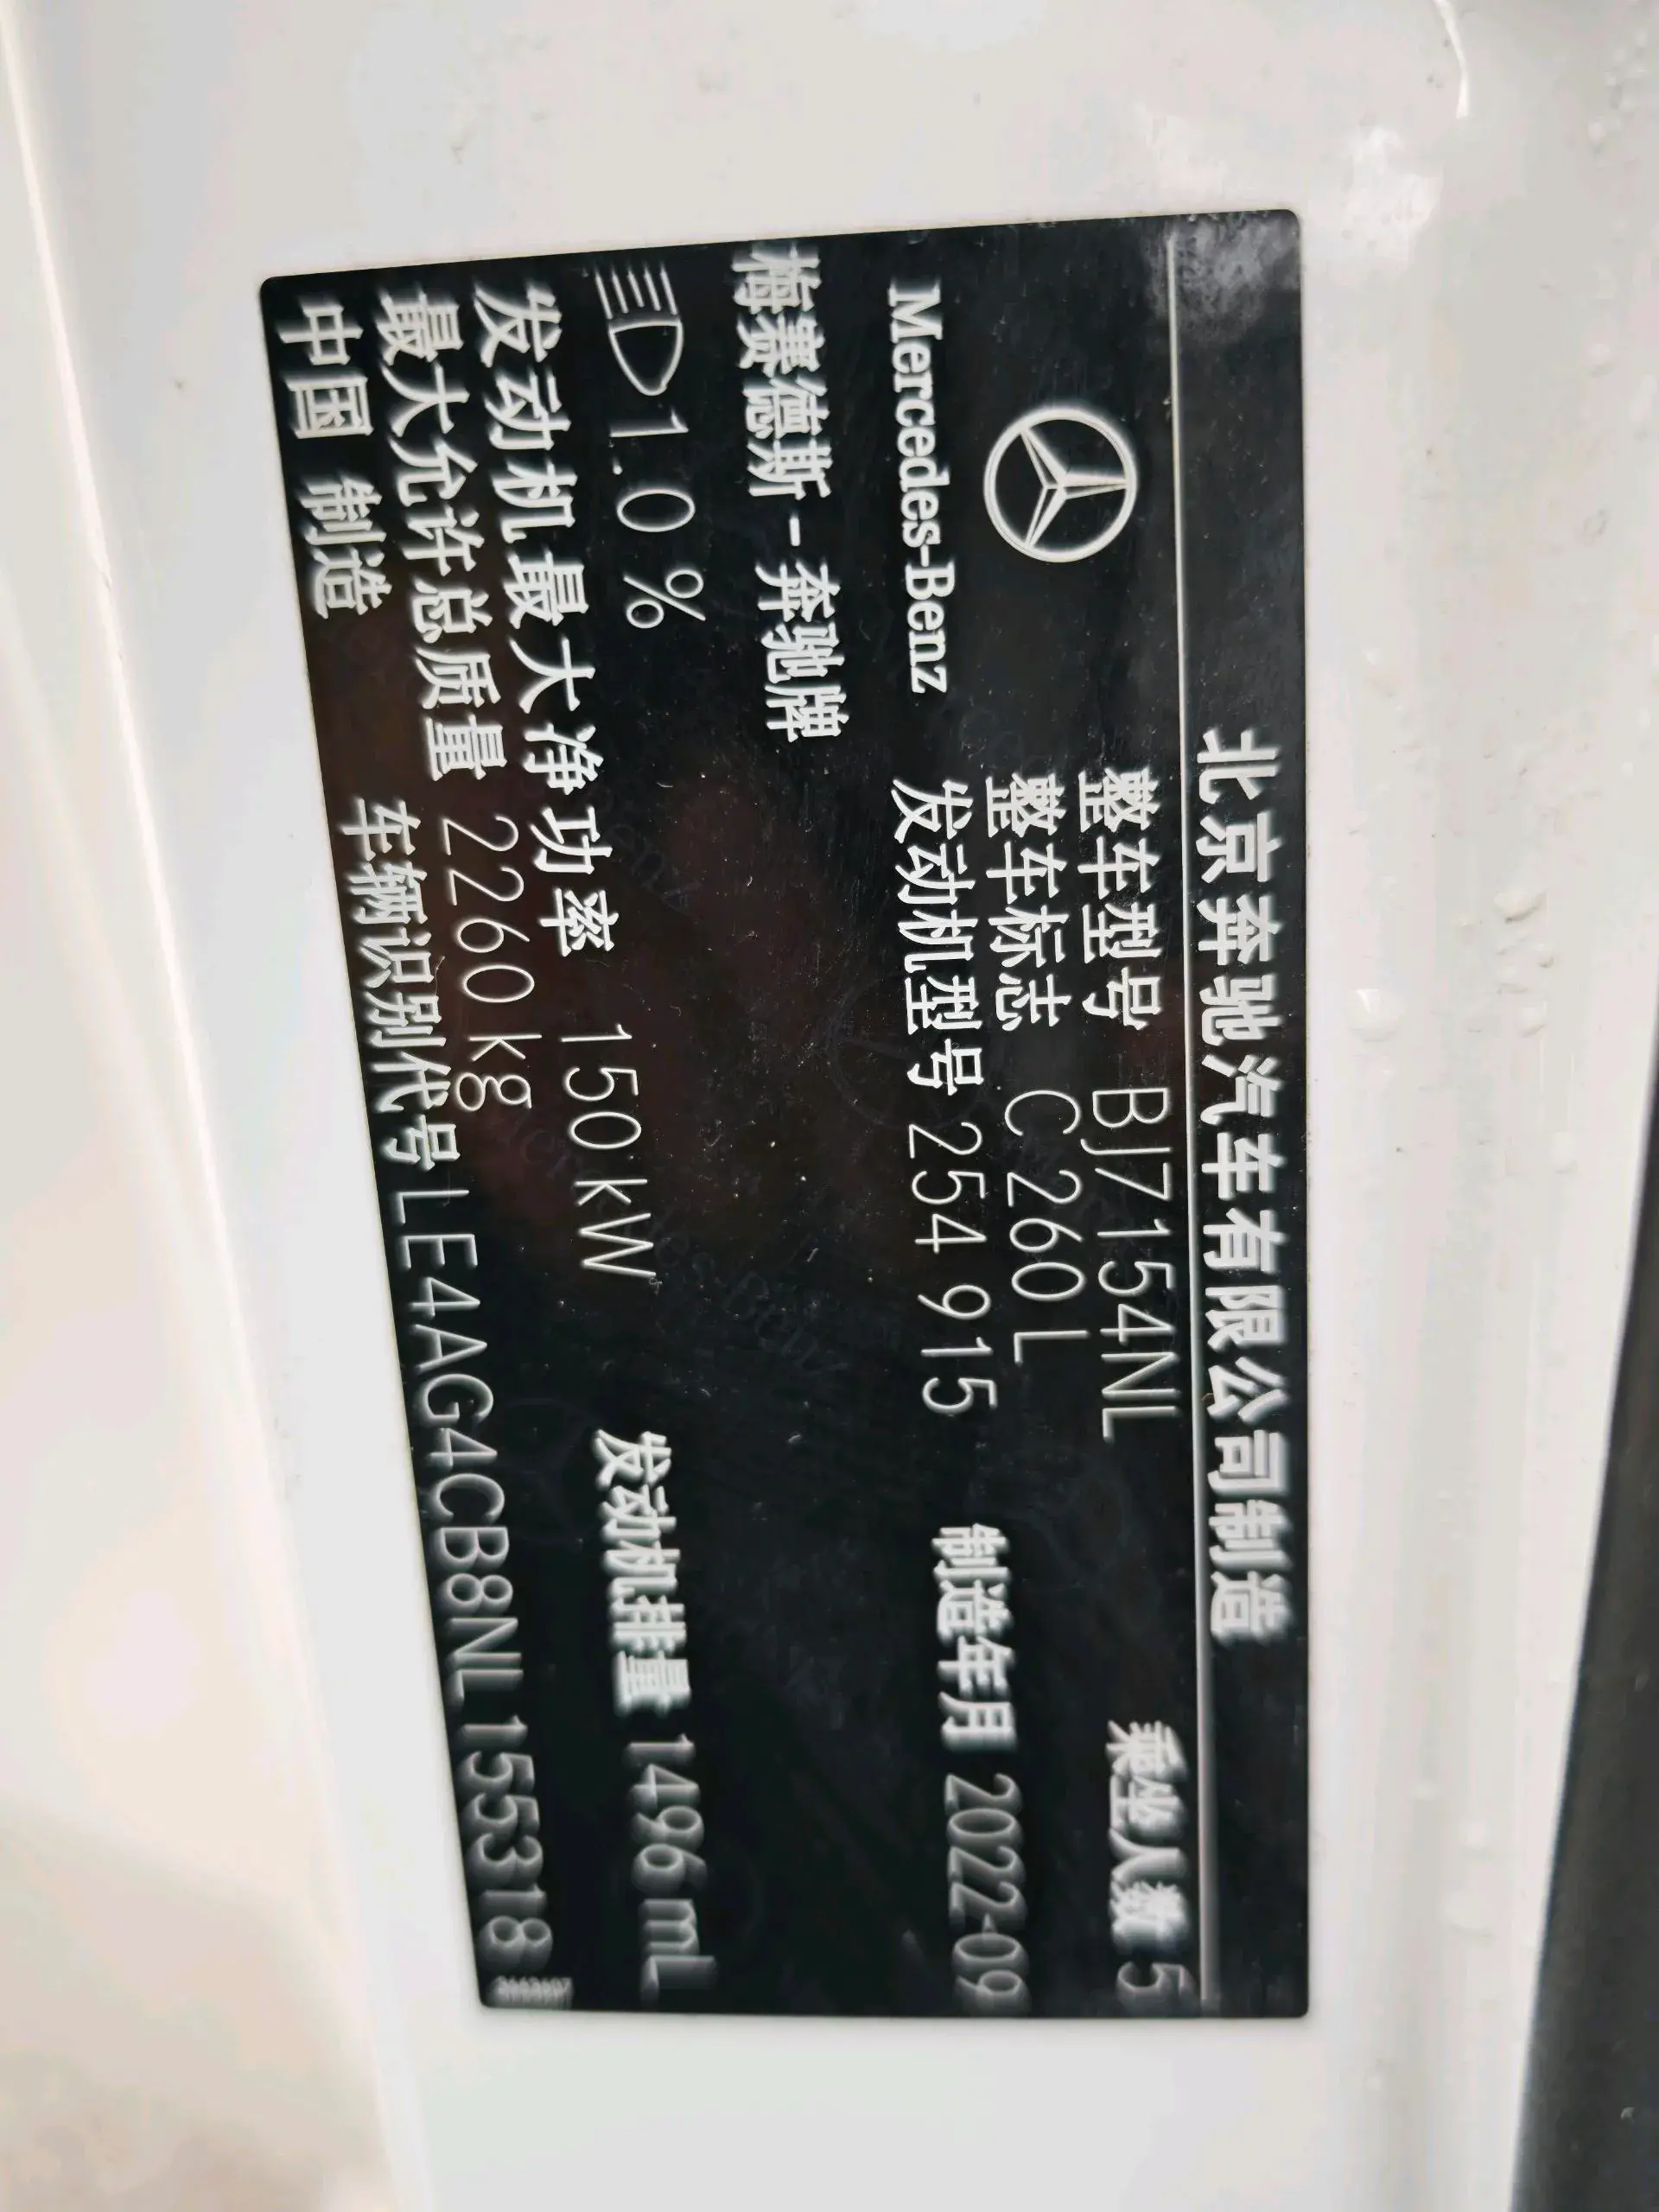 北京奔驰汽车有限公司制造
整车型号 BJ7154NL 乘坐人数 5
整车标志 C 260 L
Mercedes-Benz 发动机型号 254 915 制造年月 2022-09
梅赛德斯-奔驰牌
1.0 %
发动机最大净功率 150 kW 发动机排量 1496 mL
最大允许总质量 2260 kg
中国 制造 车辆识别代号 LE4AG4CB8NL155318